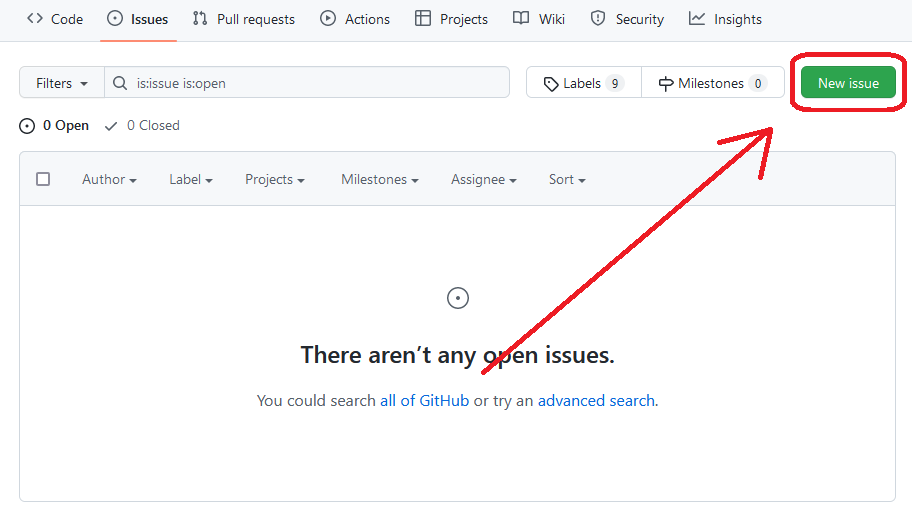 Code Issues Pull requests Actions Projects Wiki Security Insights
Filters is:issue is:open Labels 9 Milestones 0 New issue
0 Open 0 Closed
Author Label Projects Milestones Assignee Sort
There aren’t any open issues.
You could search all of GitHub or try an advanced search.